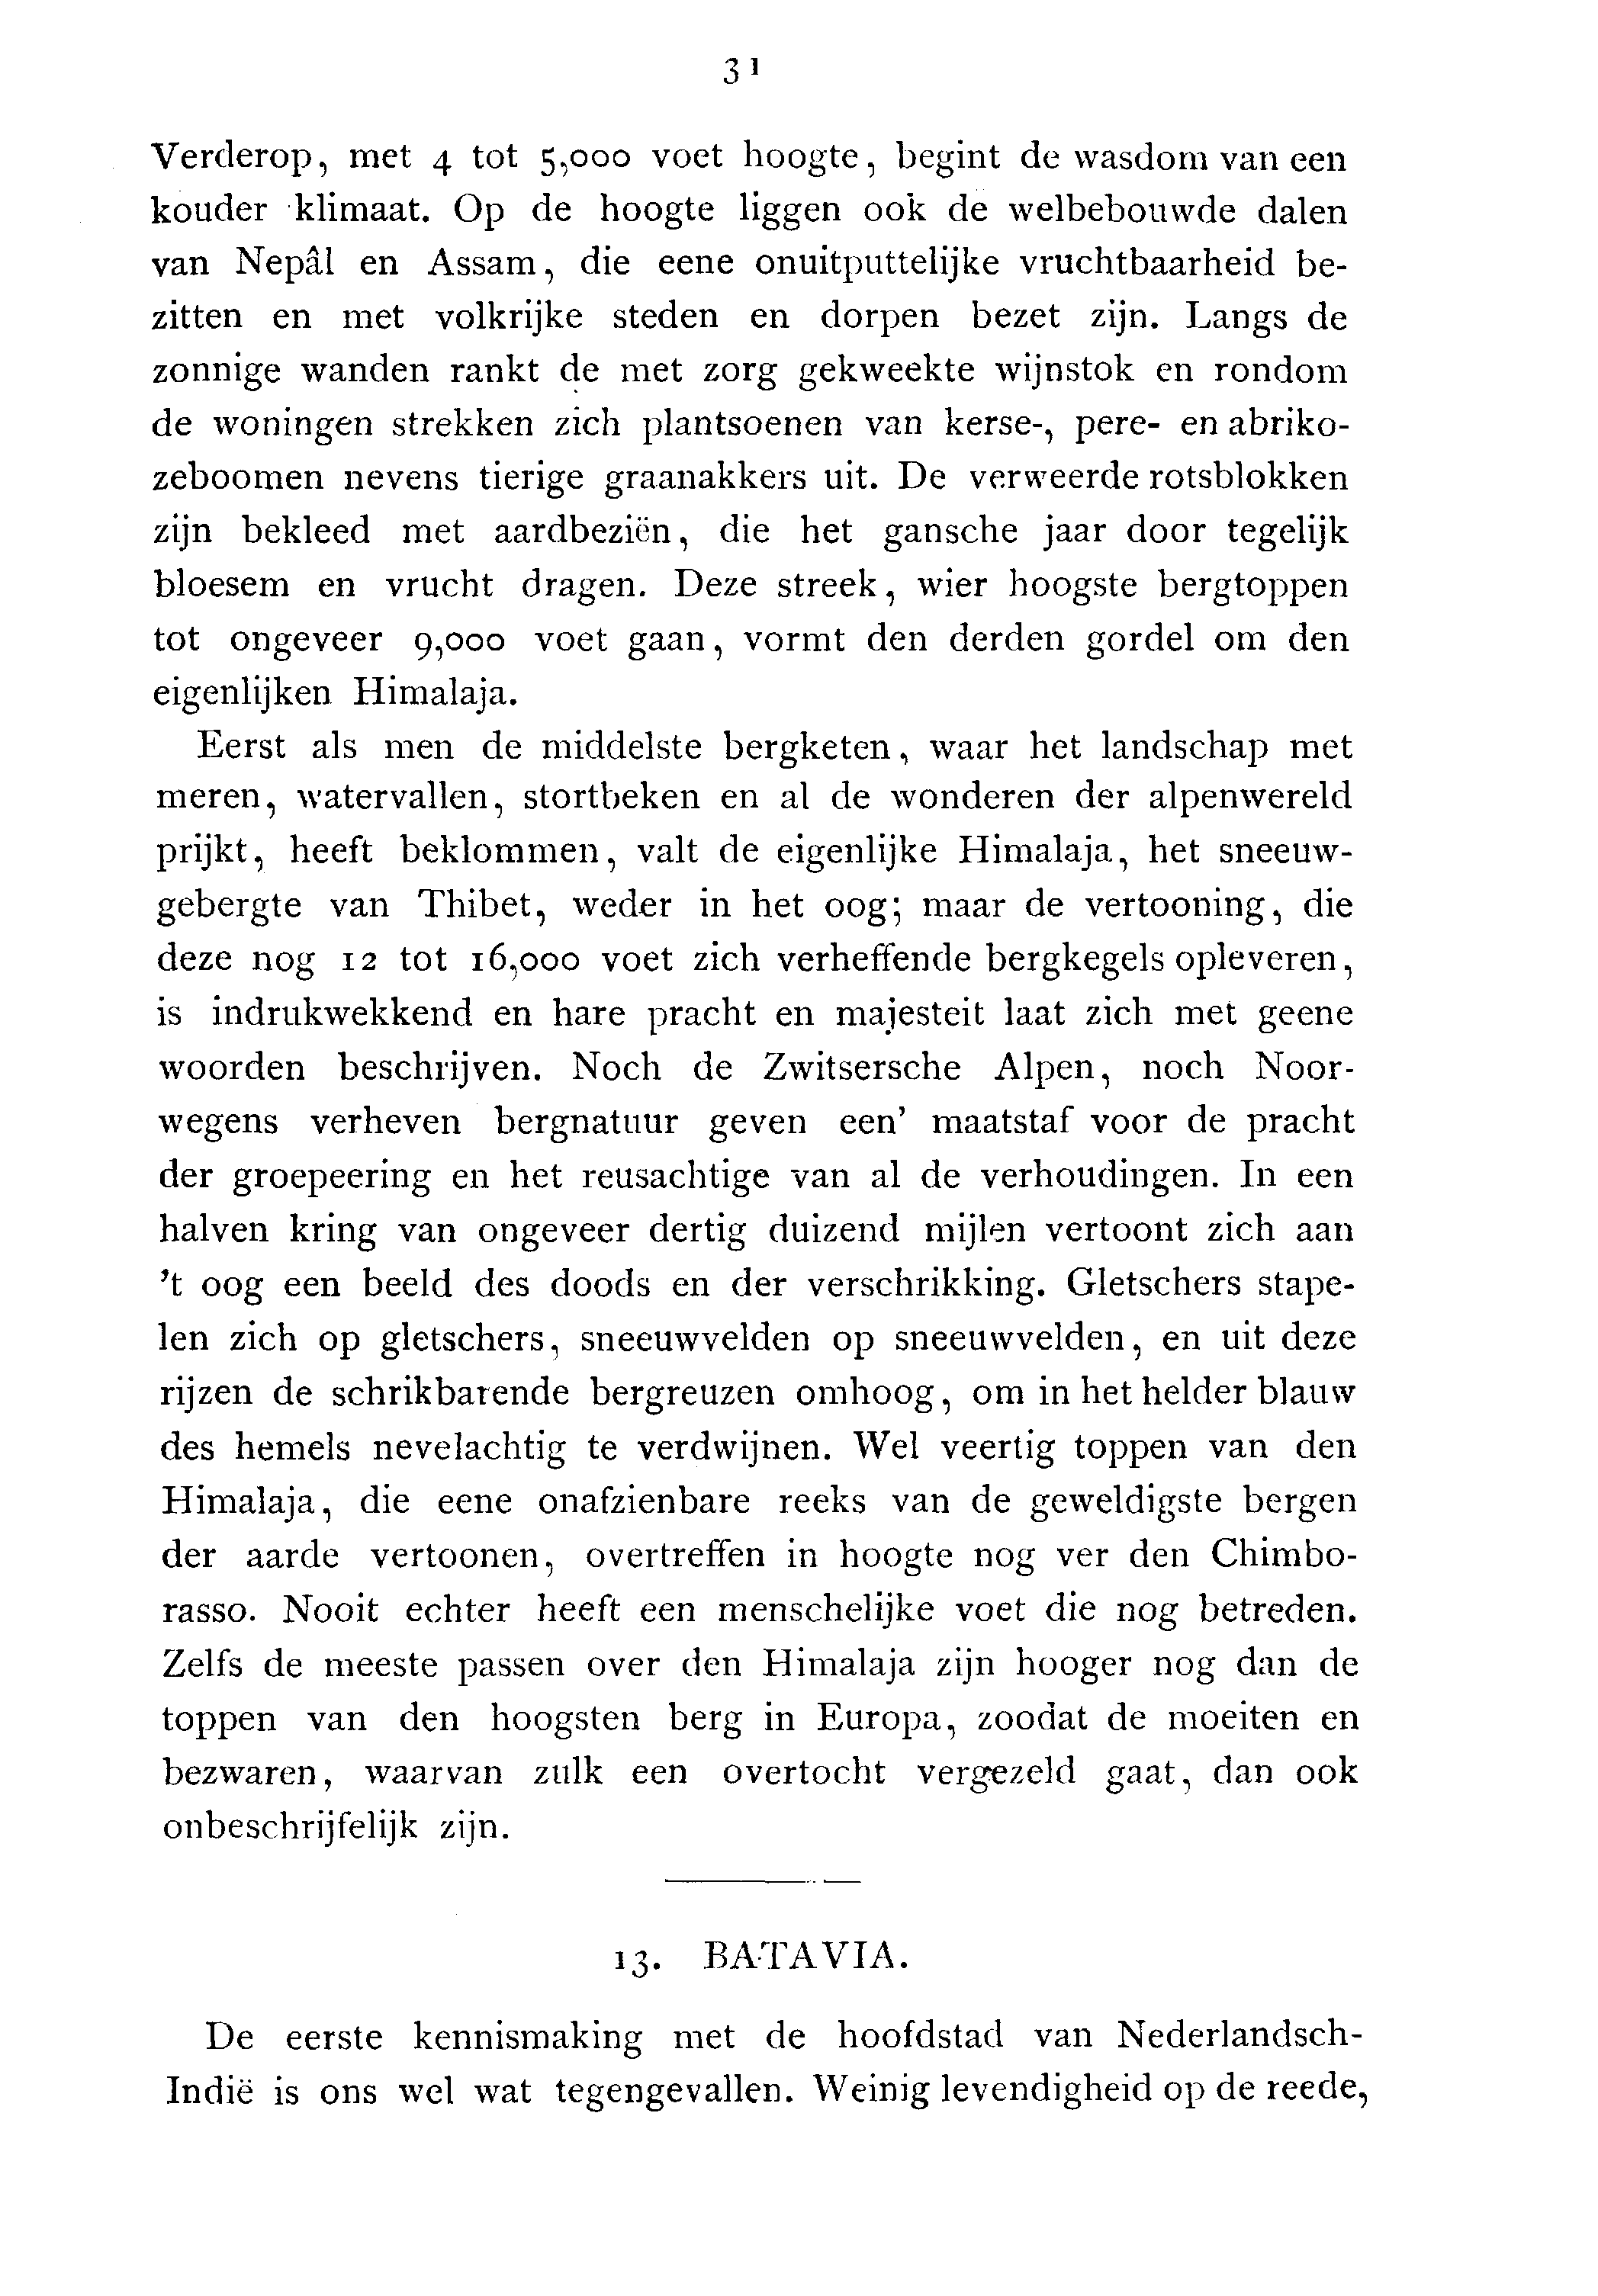 31
Verderop, met 4 tot 5,000 voet hoogte, begint de wasdom van een
kouder klimaat. Op de hoogte liggen ook de welbebouwde dalen
van Nepâl en Assam, die eene onuitputtelijke vruchtbaarheid be-
zitten en met volkrijke steden en dorpen bezet zijn. Langs de
zonnige wanden rankt de met zorg gekweekte wijnstok en rondom
de woningen strekken zich plantsoenen van kerse-, pere- en abriko-
zeboomen nevens tierige graanakkers uit. De verweerde rotsblokken
zijn bekleed met aardbeziën, die het gansche jaar door tegelijk
bloesem en vrucht dragen. Deze streek, wier hoogste bergtoppen
tot ongeveer 9,000 voet gaan, vormt den derden gordel om den
eigenlijken Himalaja.
Eerst als men de middelste bergketen, waar het landschap met
meren, watervallen, stortbeken en al de wonderen der alpenwereld
prijkt, heeft beklommen, valt de eigenlijke Himalaja, het sneeuw-
gebergte van Thibet, weder in het oog; maar de vertooning, die
deze nog 12 tot 16,000 voet zich verheffende bergkegels opleveren,
is indrukwekkend en hare pracht en majesteit laat zich met geene
woorden beschrijven. Noch de Zwitsersche Alpen, noch Noor-
wegens verheven bergnatuur geven een' maatstaf voor de pracht
der groepeering en het reusachtige van al de verhoudingen. In een
halven kring van ongeveer dertig duizend mijlen vertoont zich aan
't oog een beeld des doods en der verschrikking. Gletschers stape-
len zich op gletschers, sneeuwvelden op sneeuwvelden, en uit deze
rijzen de schrikbarende bergreuzen omhoog, om in het helder blauw
des hemels nevelachtig te verdwijnen. Wel veertig toppen van den
Himalaja, die eene onafzienbare reeks van de geweldigste bergen
der aarde vertoonen, overtreffen in hoogte nog ver den Chimbo-
rasso. Nooit echter heeft een menschelijke voet die nog betreden.
Zelfs de meeste passen over den Himalaja zijn hooger nog dan de
toppen van den hoogsten berg in Europa, zoodat de moeiten en
bezwaren, waarvan zulk een overtocht vergezeld gaat, dan ook
onbeschrijfelijk zijn.
13. BATAVIA.
De eerste kennismaking met de hoofdstad van Nederlandsch-
Indië is ons wel wat tegengevallen. Weinig levendigheid op de reede,